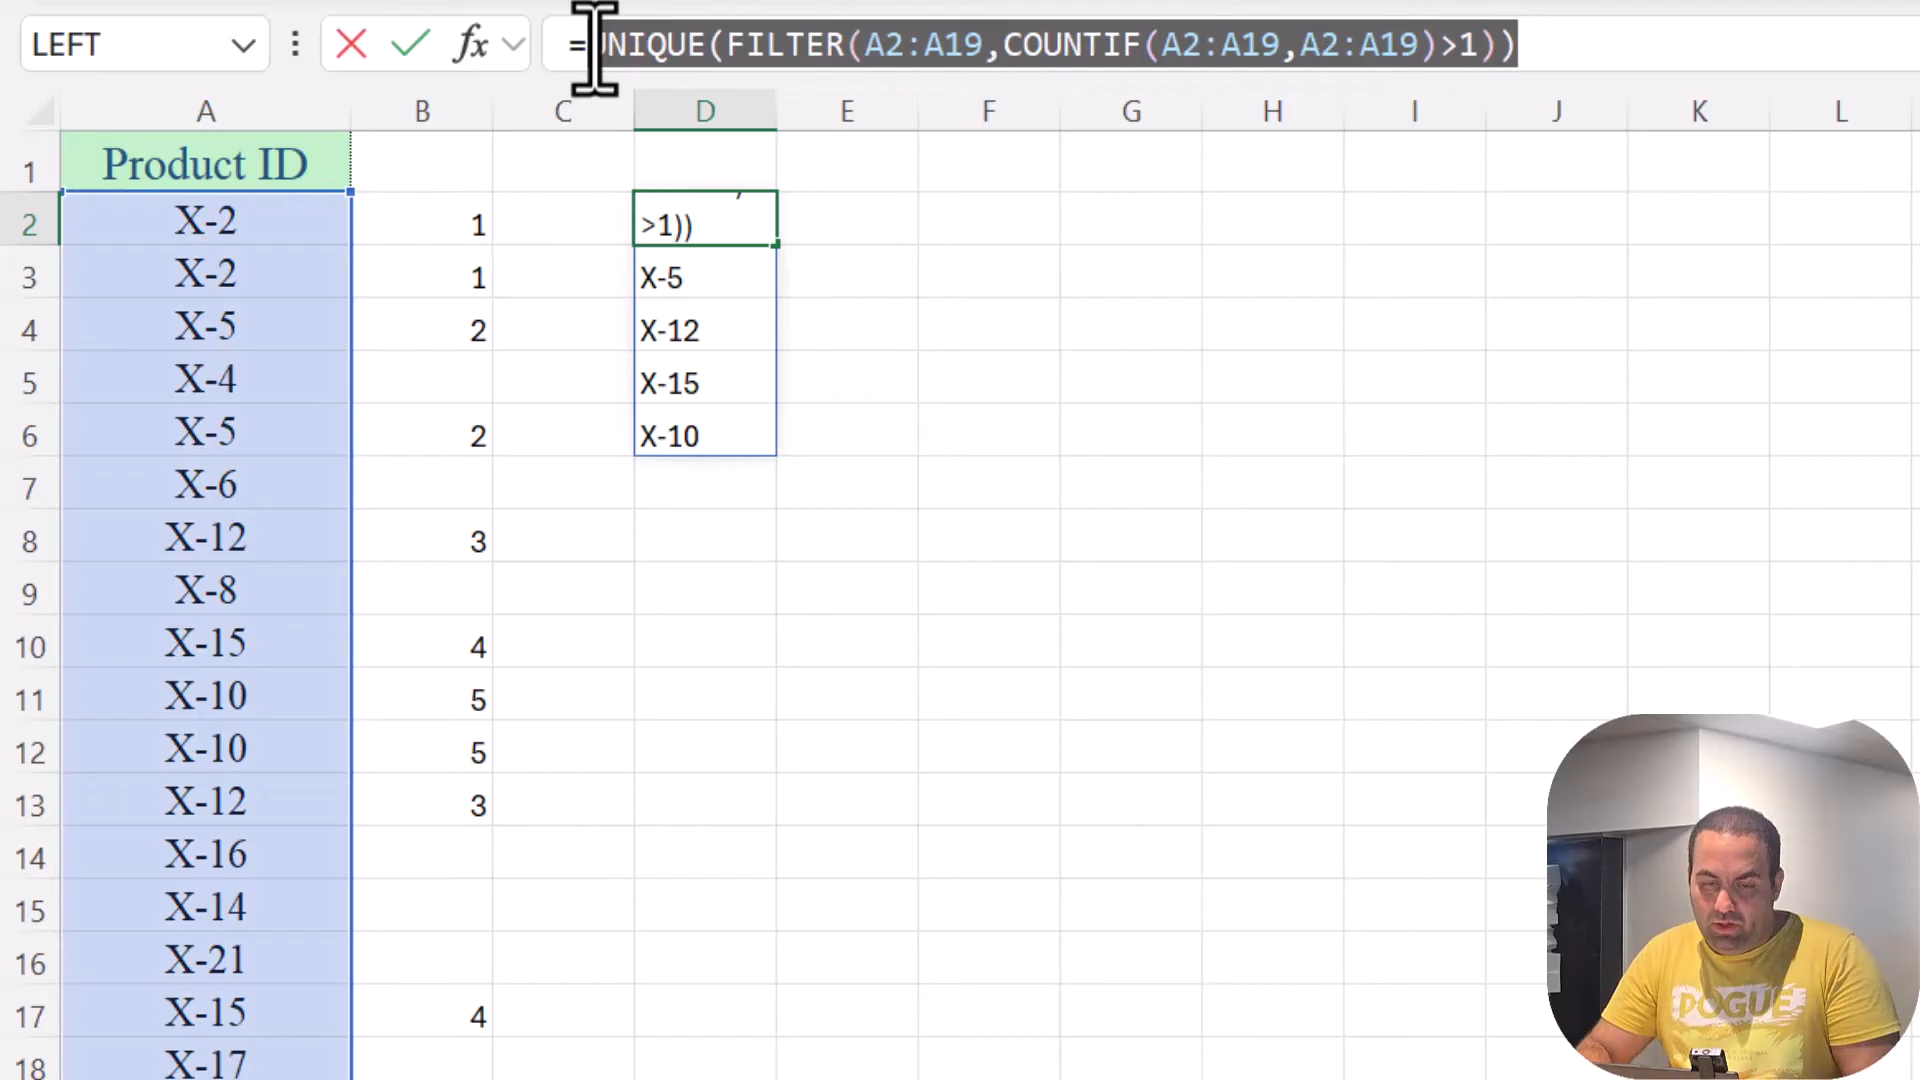 LEFT
fx
=UNIQUE(FILTER(A2:A19,COUNTIF(A2:A19,A2:A19)>1))
A B C D E F G H I J K L
1 Product ID
2 X-2 1 >1))
3 X-2 1 X-5
4 X-5 2 X-12
5 X-4 X-15
6 X-5 2 X-10
7 X-6
8 X-12 3
9 X-8
10 X-15 4
11 X-10 5
12 X-10 5
13 X-12 3
14 X-16
15 X-14
16 X-21
17 X-15 4
18 X-17
POGUE